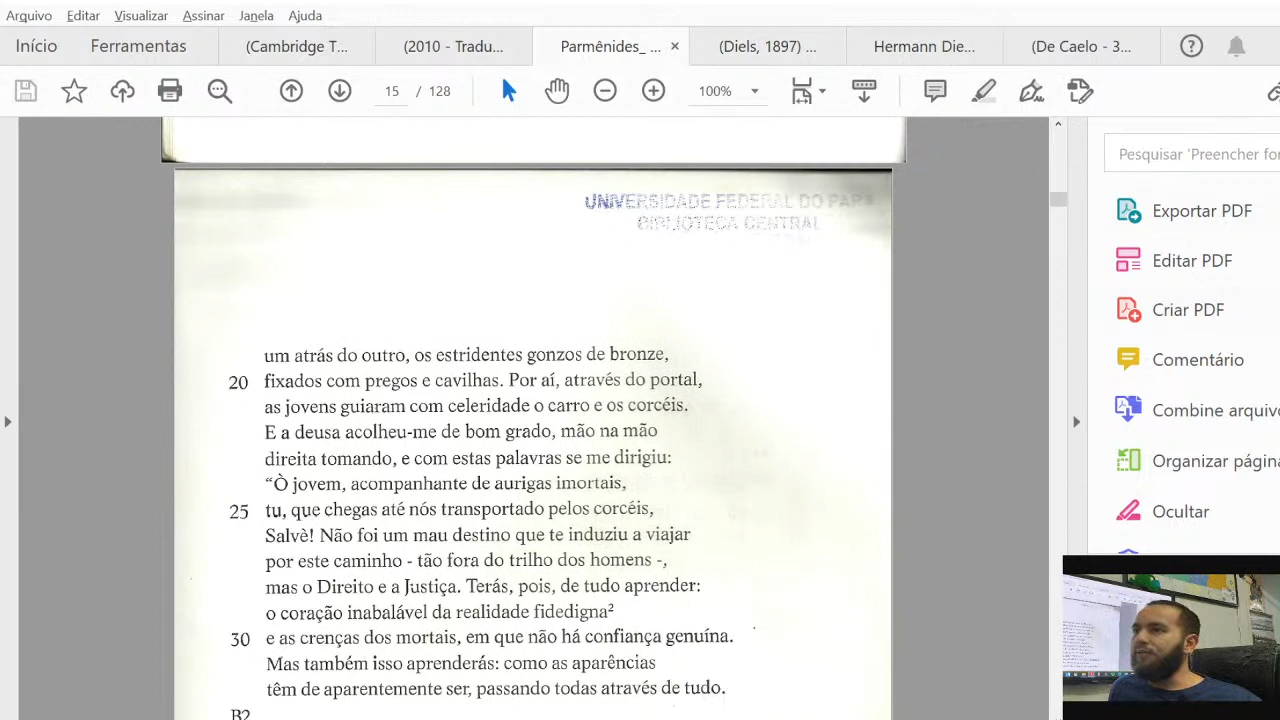 Arquivo Editar Visualizar Assinar Janela Ajuda
Início Ferramentas (Cambridge T... (2010 - Tradu... Parmênides_ ... × (Diels, 1897) ... Hermann Die... (De Caelo - 3...
15 / 128 100%
Pesquisar 'Preencher for
Exportar PDF
Editar PDF
Criar PDF
Comentário
Combine arquivo
Organizar págin
Ocultar
UNIVERSIDADE FEDERAL DO PARÁ
BIBLIOTECA CENTRAL
um atrás do outro, os estridentes gonzos de bronze,
20 fixados com pregos e cavilhas. Por aí, através do portal,
as jovens guiaram com celeridade o carro e os corcéis.
E a deusa acolheu-me de bom grado, mão na mão
direita tomando, e com estas palavras se me dirigiu:
“Ò jovem, acompanhante de aurigas imortais,
25 tu, que chegas até nós transportado pelos corcéis,
Salvè! Não foi um mau destino que te induziu a viajar
por este caminho - tão fora do trilho dos homens -,
mas o Direito e a Justiça. Terás, pois, de tudo aprender:
o coração inabalável da realidade fidedigna²
30 e as crenças dos mortais, em que não há confiança genuína.
Mas também isso aprenderás: como as aparências
têm de aparentemente ser, passando todas através de tudo.
B2